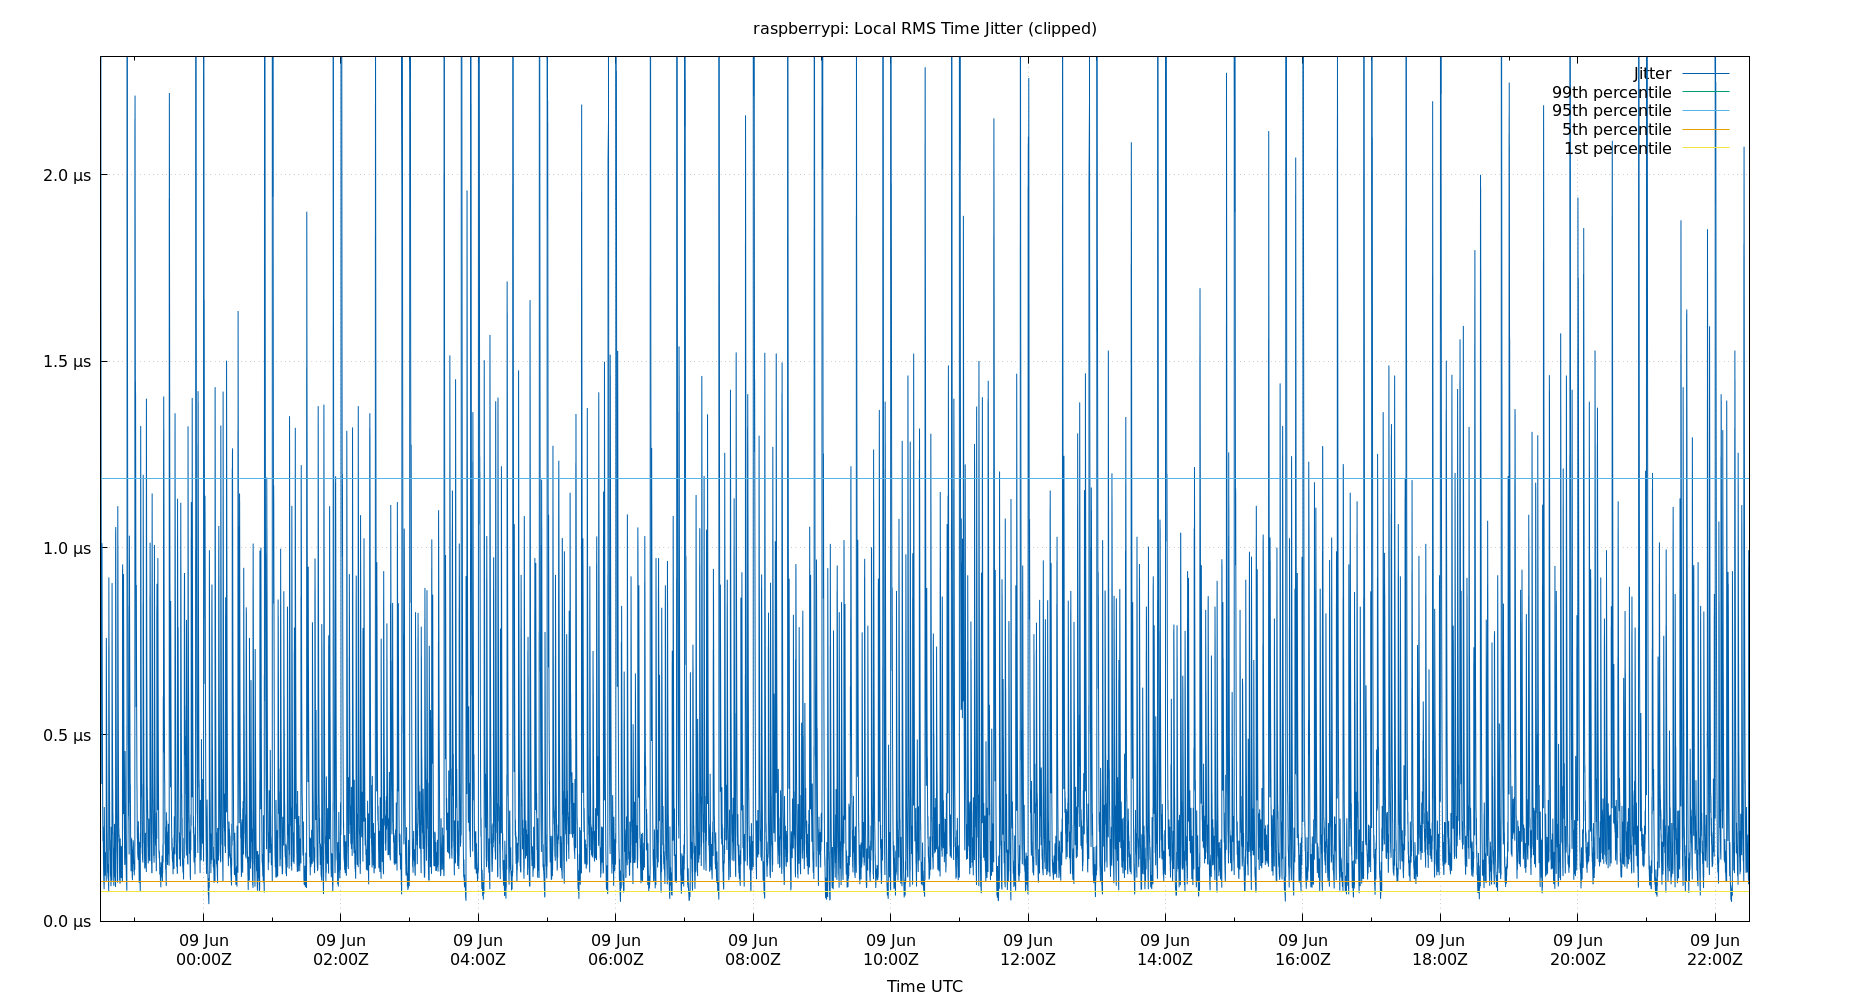 raspberrypi: Local RMS Time Jitter (clipped)
Jitter
99th percentile
95th percentile
5th percentile
1st percentile
2.0 µs
1.5 µs
1.0 µs
0.5 µs
0.0 µs
09 Jun 09 Jun 09 Jun 09 Jun 09 Jun 09 Jun 09 Jun 09 Jun 09 Jun 09 Jun 09 Jun 09 Jun
00:00Z 02:00Z 04:00Z 06:00Z 08:00Z 10:00Z 12:00Z 14:00Z 16:00Z 18:00Z 20:00Z 22:00Z
Time UTC